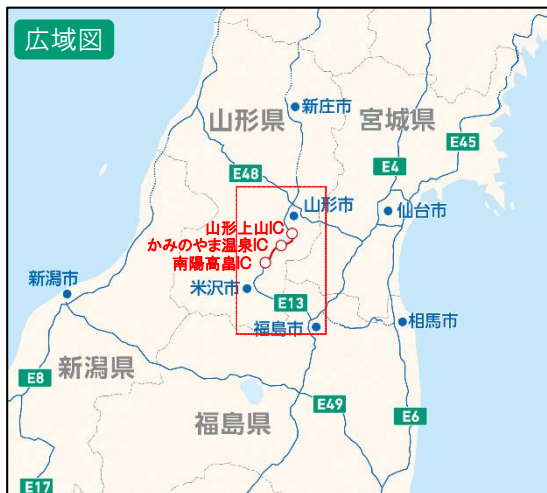 広域図
新庄市
山形県
宮城県
E45
E4
E48
山形市
仙台市
山形上山IC
かみのやま温泉IC
南陽高畠IC
新潟市
米沢市
E13
福島市
相馬市
新潟県
E8
E49
福島県
E6
E17